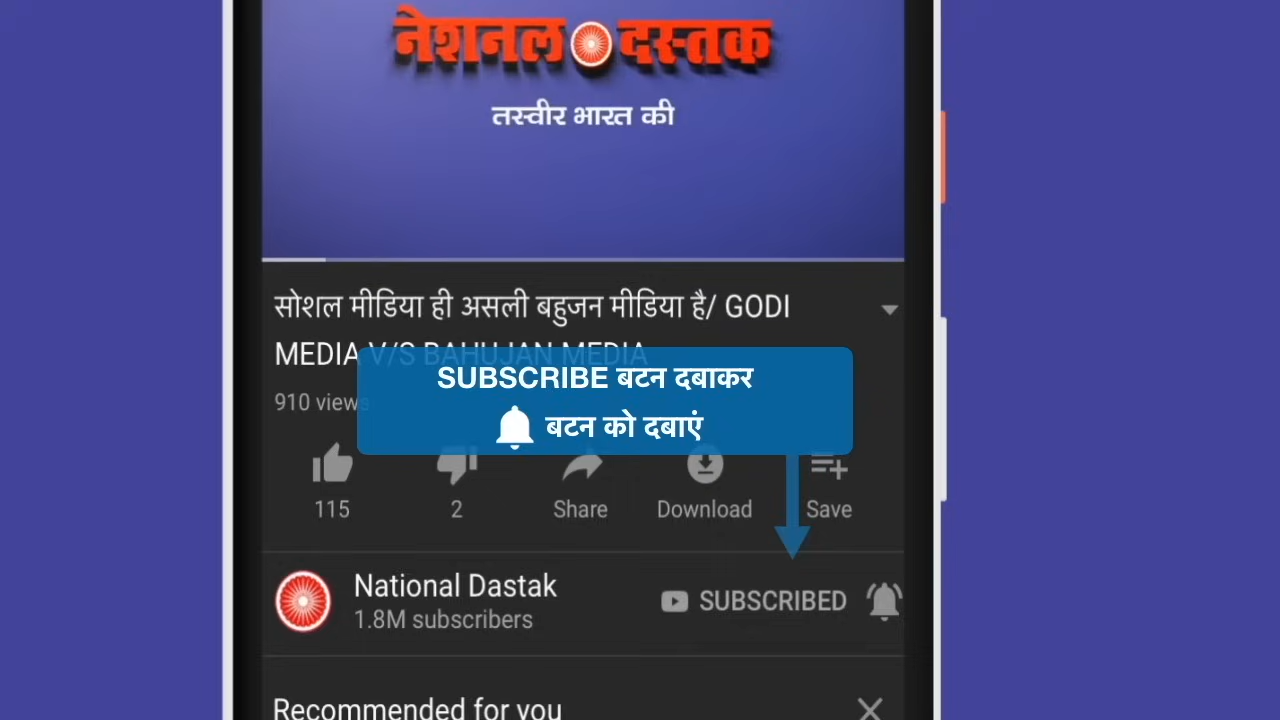 नेशनल दस्तक
तस्वीर भारत की
सोशल मीडिया ही असली बहुजन मीडिया है/ GODI
MEDIA V/S BAHUJAN MEDIA
910 views
SUBSCRIBE बटन दबाकर
बटन को दबाएं
115
2
Share
Download
Save
National Dastak
1.8M subscribers
SUBSCRIBED
Recommended for you